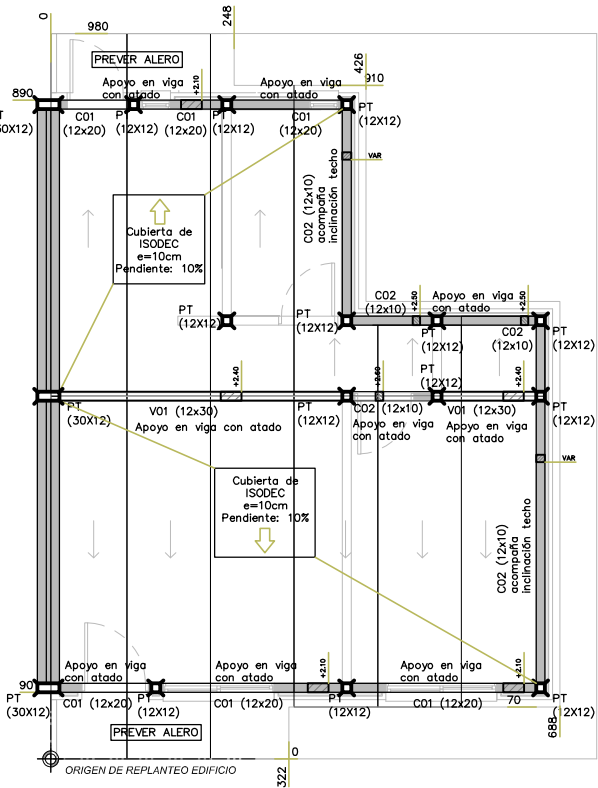 0
980
248
426
910
PREVER ALERO
Apoyo en viga
con atado
+2.10
Apoyo en viga
con atado
890
PT
(30X12)
C01
(12x20)
PT
(12X12)
C01
(12x20)
PT
(12X12)
C01
(12x20)
PT
(12X12)
VAR
C02 (12x10)
acompaña
inclinación techo
Cubierta de
ISODEC
e=10cm
Pendiente: 10%
C02
(12x10)
+2.50
Apoyo en viga
con atado
+2.50
PT
(12X12)
PT
(12X12)
PT
(12X12)
C02
(12x10)
PT
(12X12)
+2.40
PT
(12X12)
+2.40
PT
(30X12)
V01 (12x30)
Apoyo en viga con atado
PT
(12X12)
C02 (12x10)
Apoyo en viga
con atado
V01 (12x30)
Apoyo en viga
con atado
PT
(12X12)
VAR
Cubierta de
ISODEC
e=10cm
Pendiente: 10%
C02 (12x10)
acompaña
inclinación techo
Apoyo en viga
con atado
Apoyo en viga
con atado
+2.10
Apoyo en viga
con atado
+2.10
90
PT
(30X12)
C01 (12x20)
PT
(12X12)
C01 (12x20)
PT
(12X12)
C01 (12x20)
70
PT
(12X12)
688
PREVER ALERO
0
322
ORIGEN DE REPLANTEO EDIFICIO